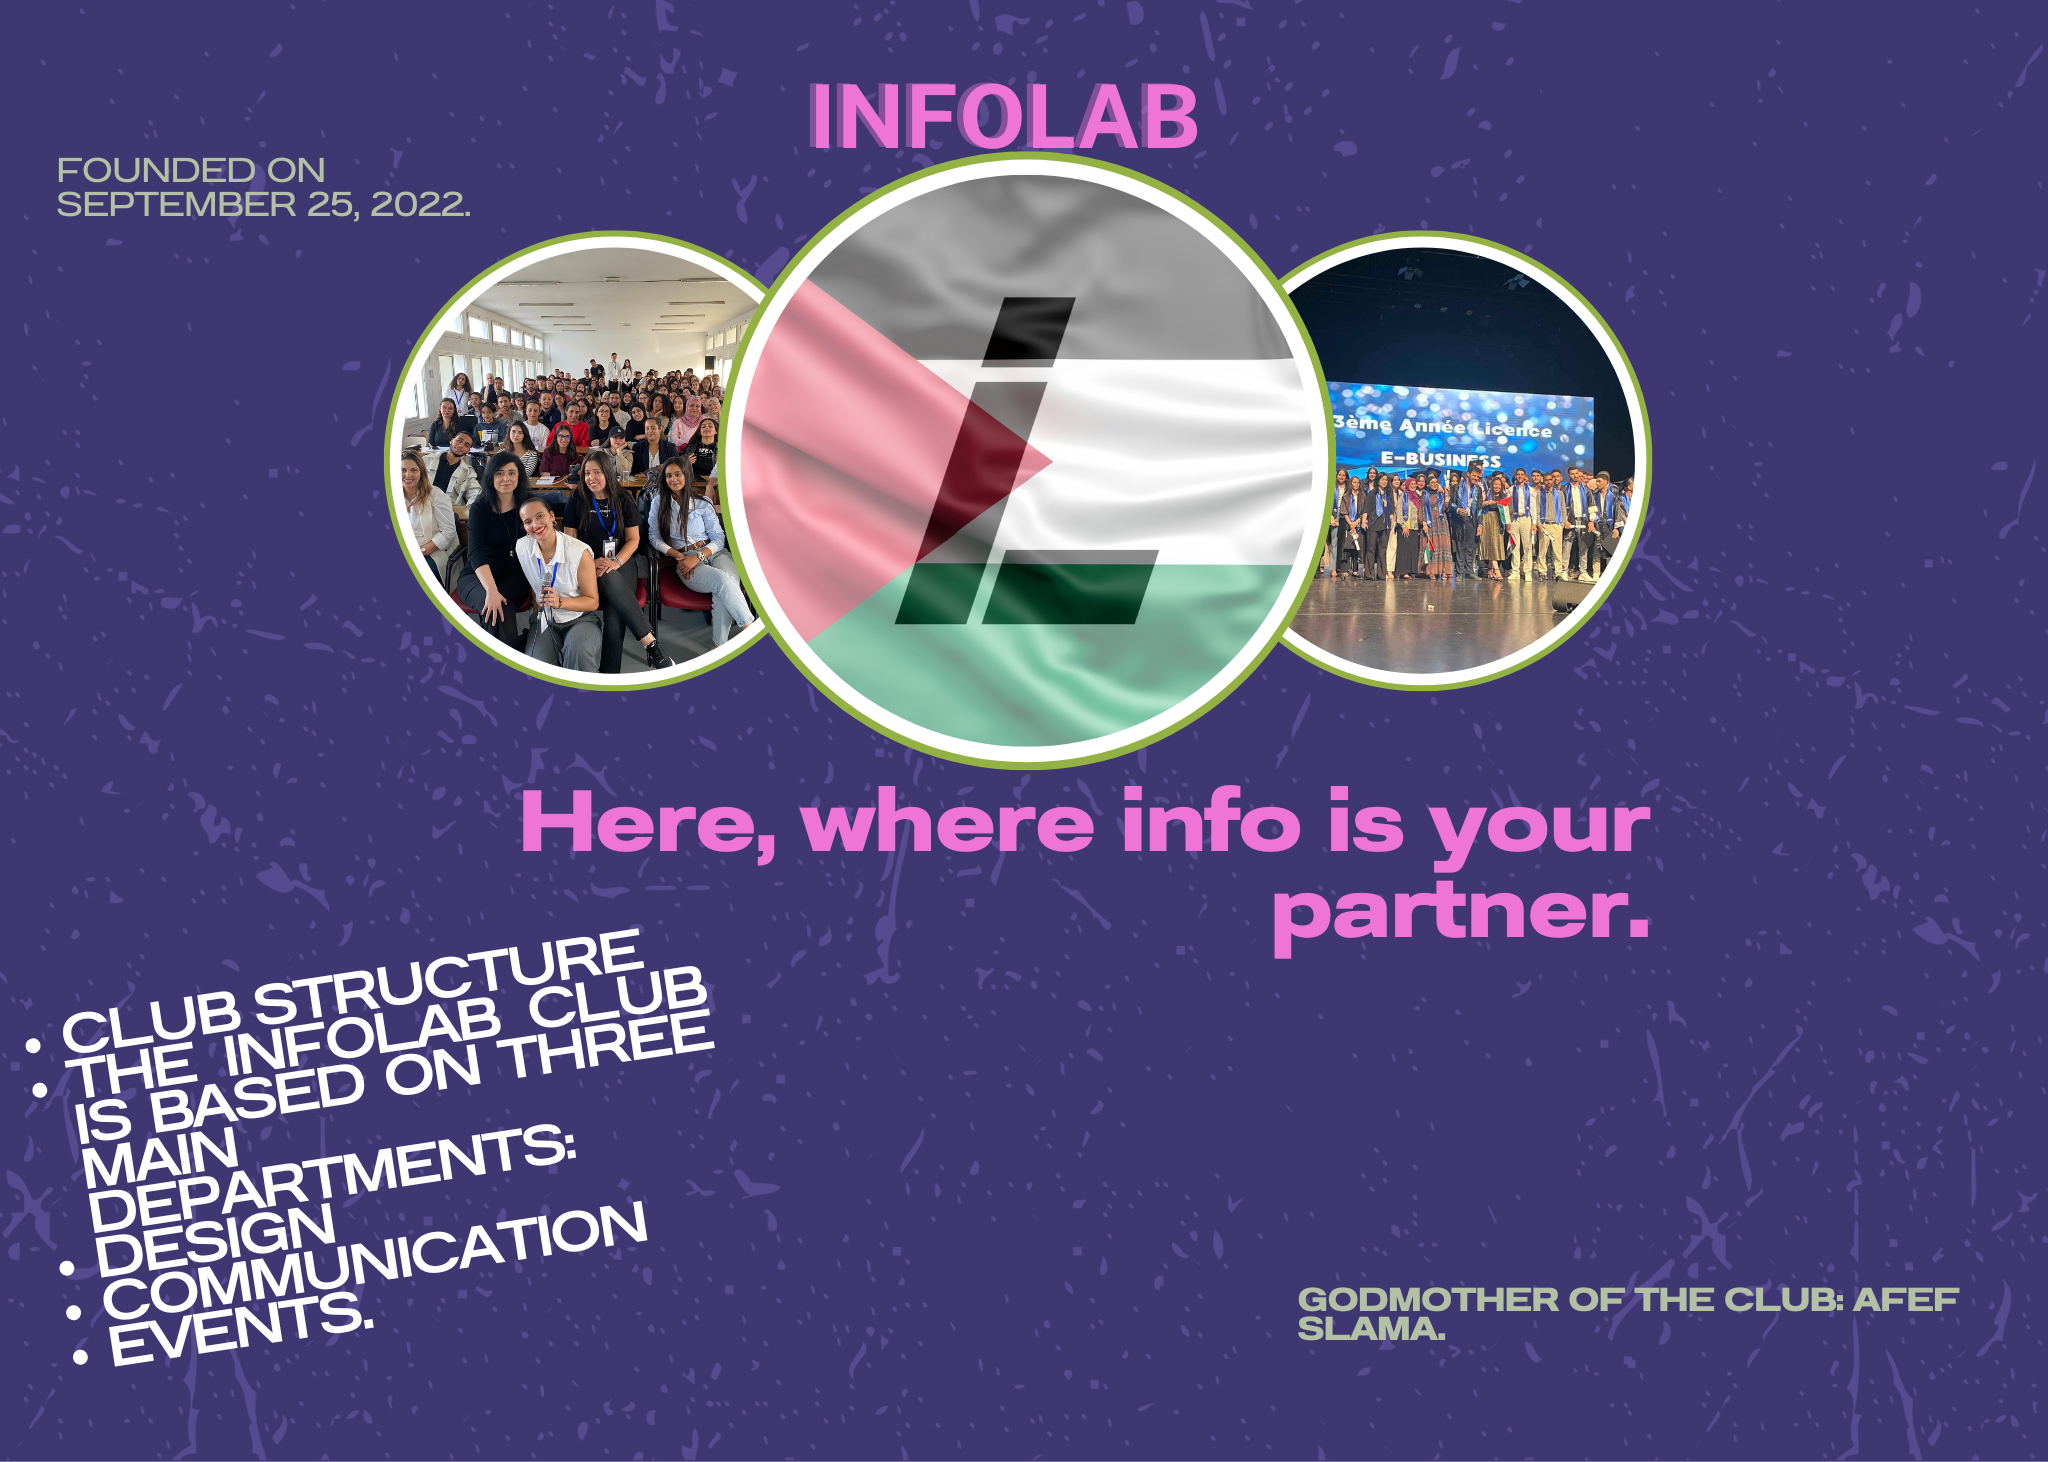 INFOLAB
FOUNDED ON
SEPTEMBER 25, 2022.
3ème Année Licence
E-BUSINESS
Here, where info is your
partner.
• CLUB STRUCTURE
• THE INFOLAB CLUB
IS BASED ON THREE
MAIN
DEPARTMENTS:
• DESIGN
• COMMUNICATION
• EVENTS.
GODMOTHER OF THE CLUB: AFEF
SLAMA.